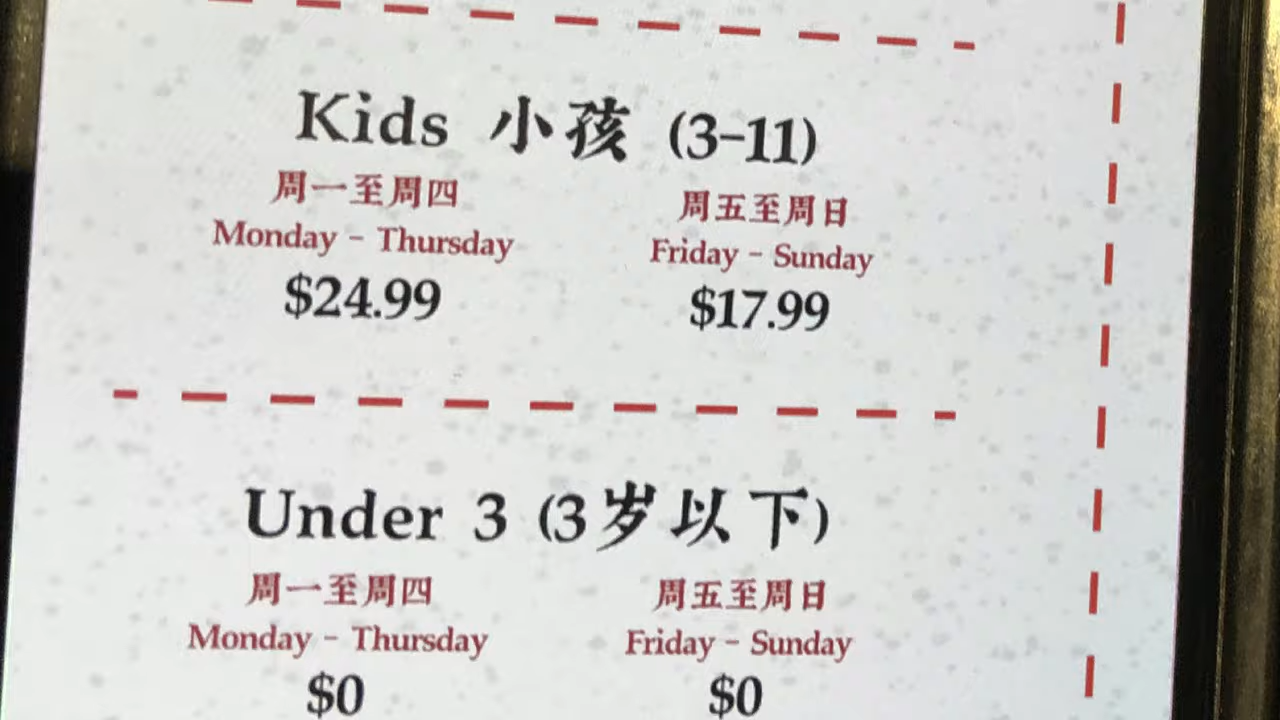 Kids 小孩 (3-11)
周一至周四
Monday - Thursday
$24.99
周五至周日
Friday - Sunday
$17.99
Under 3 (3岁以下)
周一至周四
Monday - Thursday
$0
周五至周日
Friday - Sunday
$0